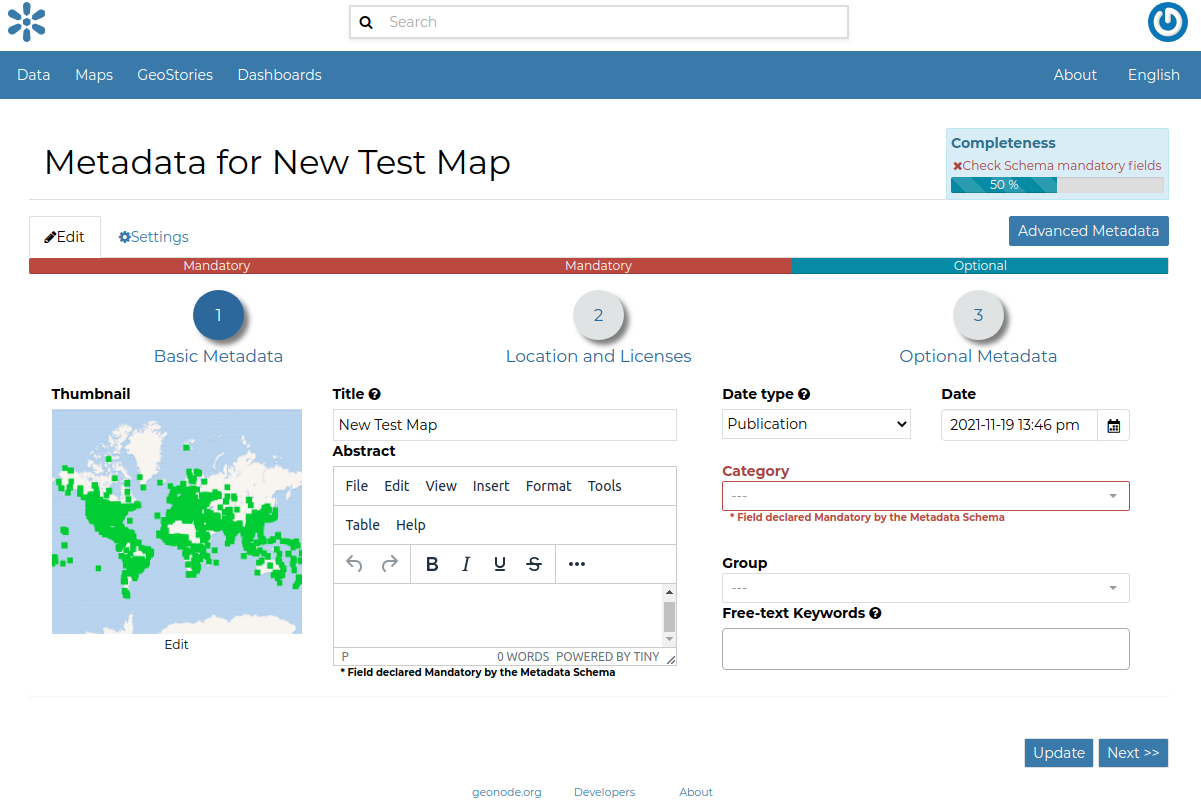 Search
Data Maps GeoStories Dashboards About English
Metadata for New Test Map
Completeness
✖Check Schema mandatory fields
50 %
Edit Settings
Advanced Metadata
Mandatory Mandatory Optional
1 2 3
Basic Metadata Location and Licenses Optional Metadata
Thumbnail
Edit
Title
New Test Map
Abstract
File Edit View Insert Format Tools
Table Help
B I U S ...
P 0 WORDS POWERED BY TINY
* Field declared Mandatory by the Metadata Schema
Date type
Publication
Date
2021-11-19 13:46 pm
Category
---
* Field declared Mandatory by the Metadata Schema
Group
---
Free-text Keywords
Update Next >>
geonode.org Developers About